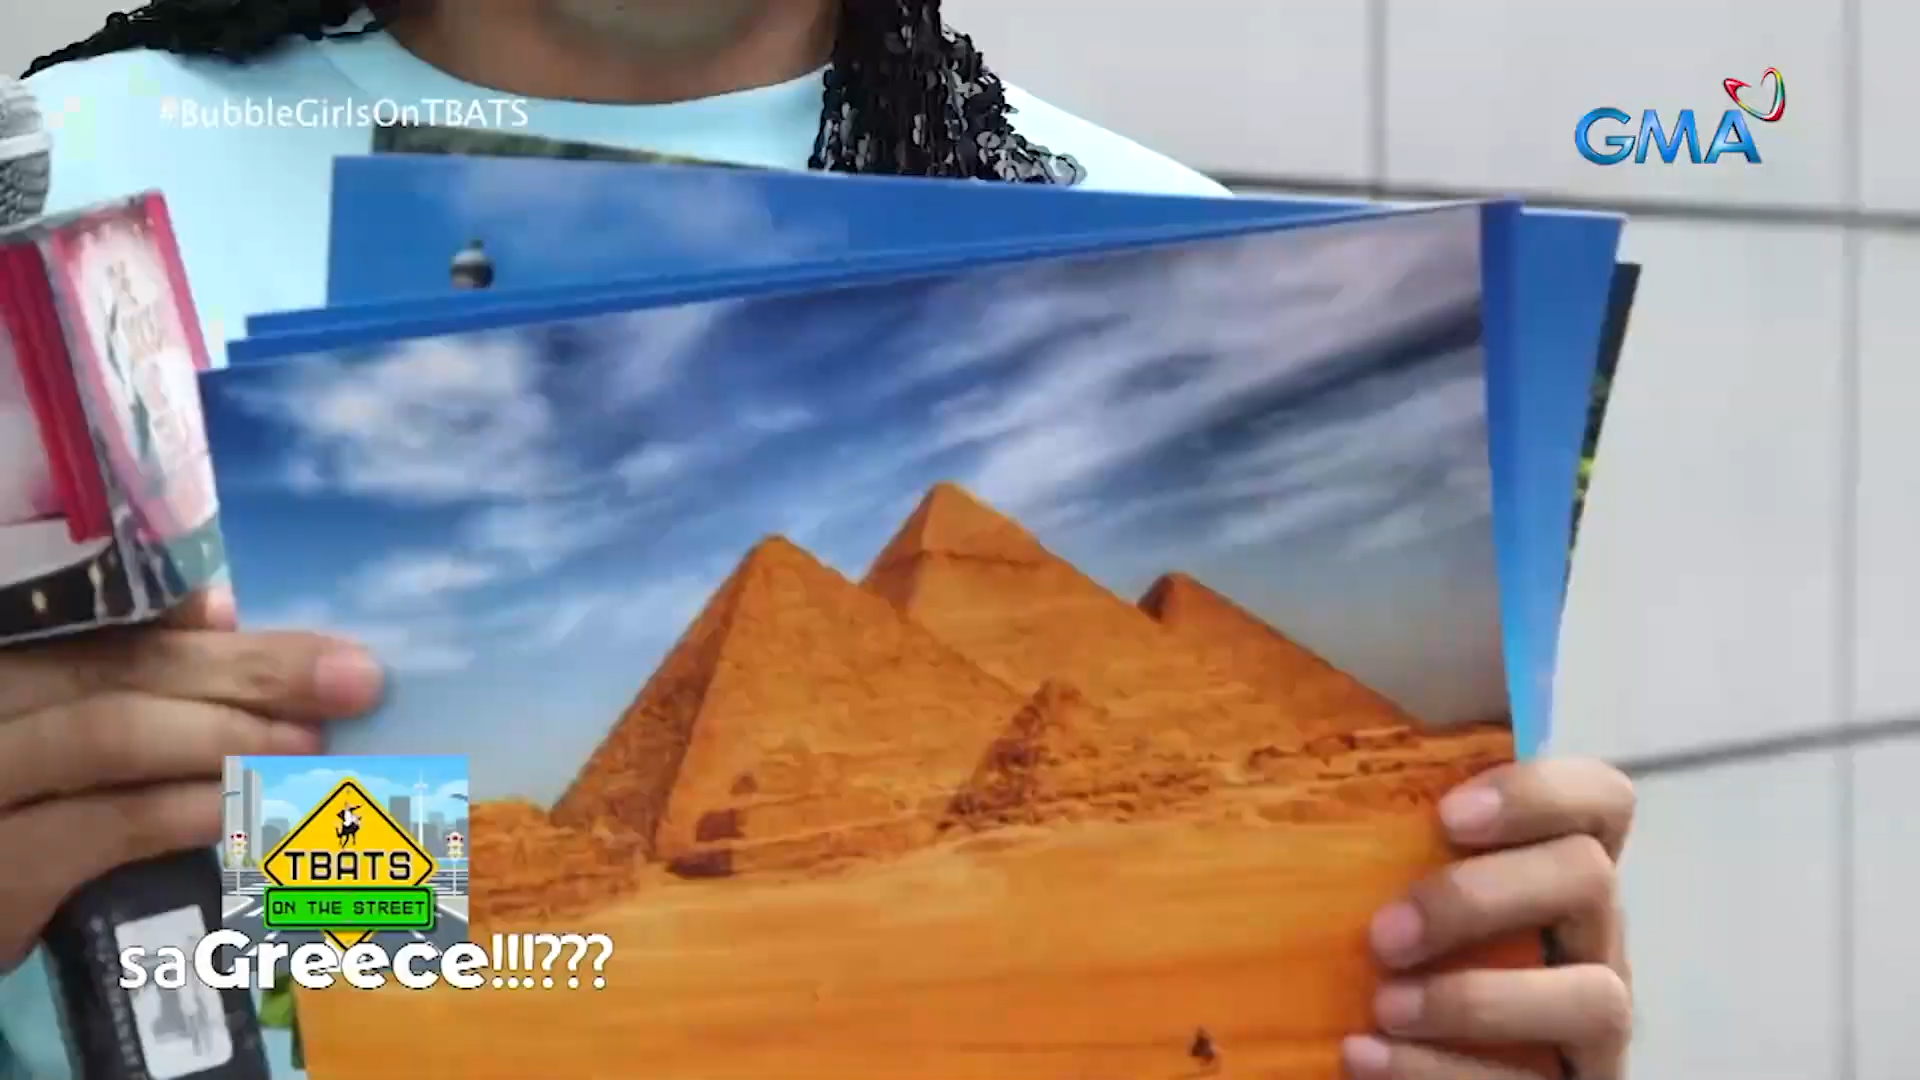 #BubbleGirlsOnTBATS
GMA
TBATS
ON THE STREET
saGreece!!!???